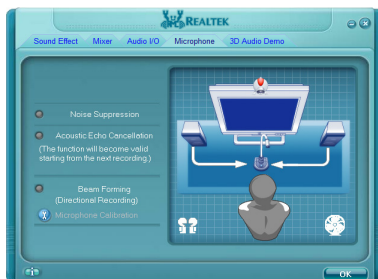 REALTEK
Sound Effect Mixer Audio I/O Microphone 3D Audio Demo
Noise Suppression
Acoustic Echo Cancellation
(The function will become valid
starting from the next recording.)
Beam Forming
(Directional Recording)
Microphone Calibration
OK